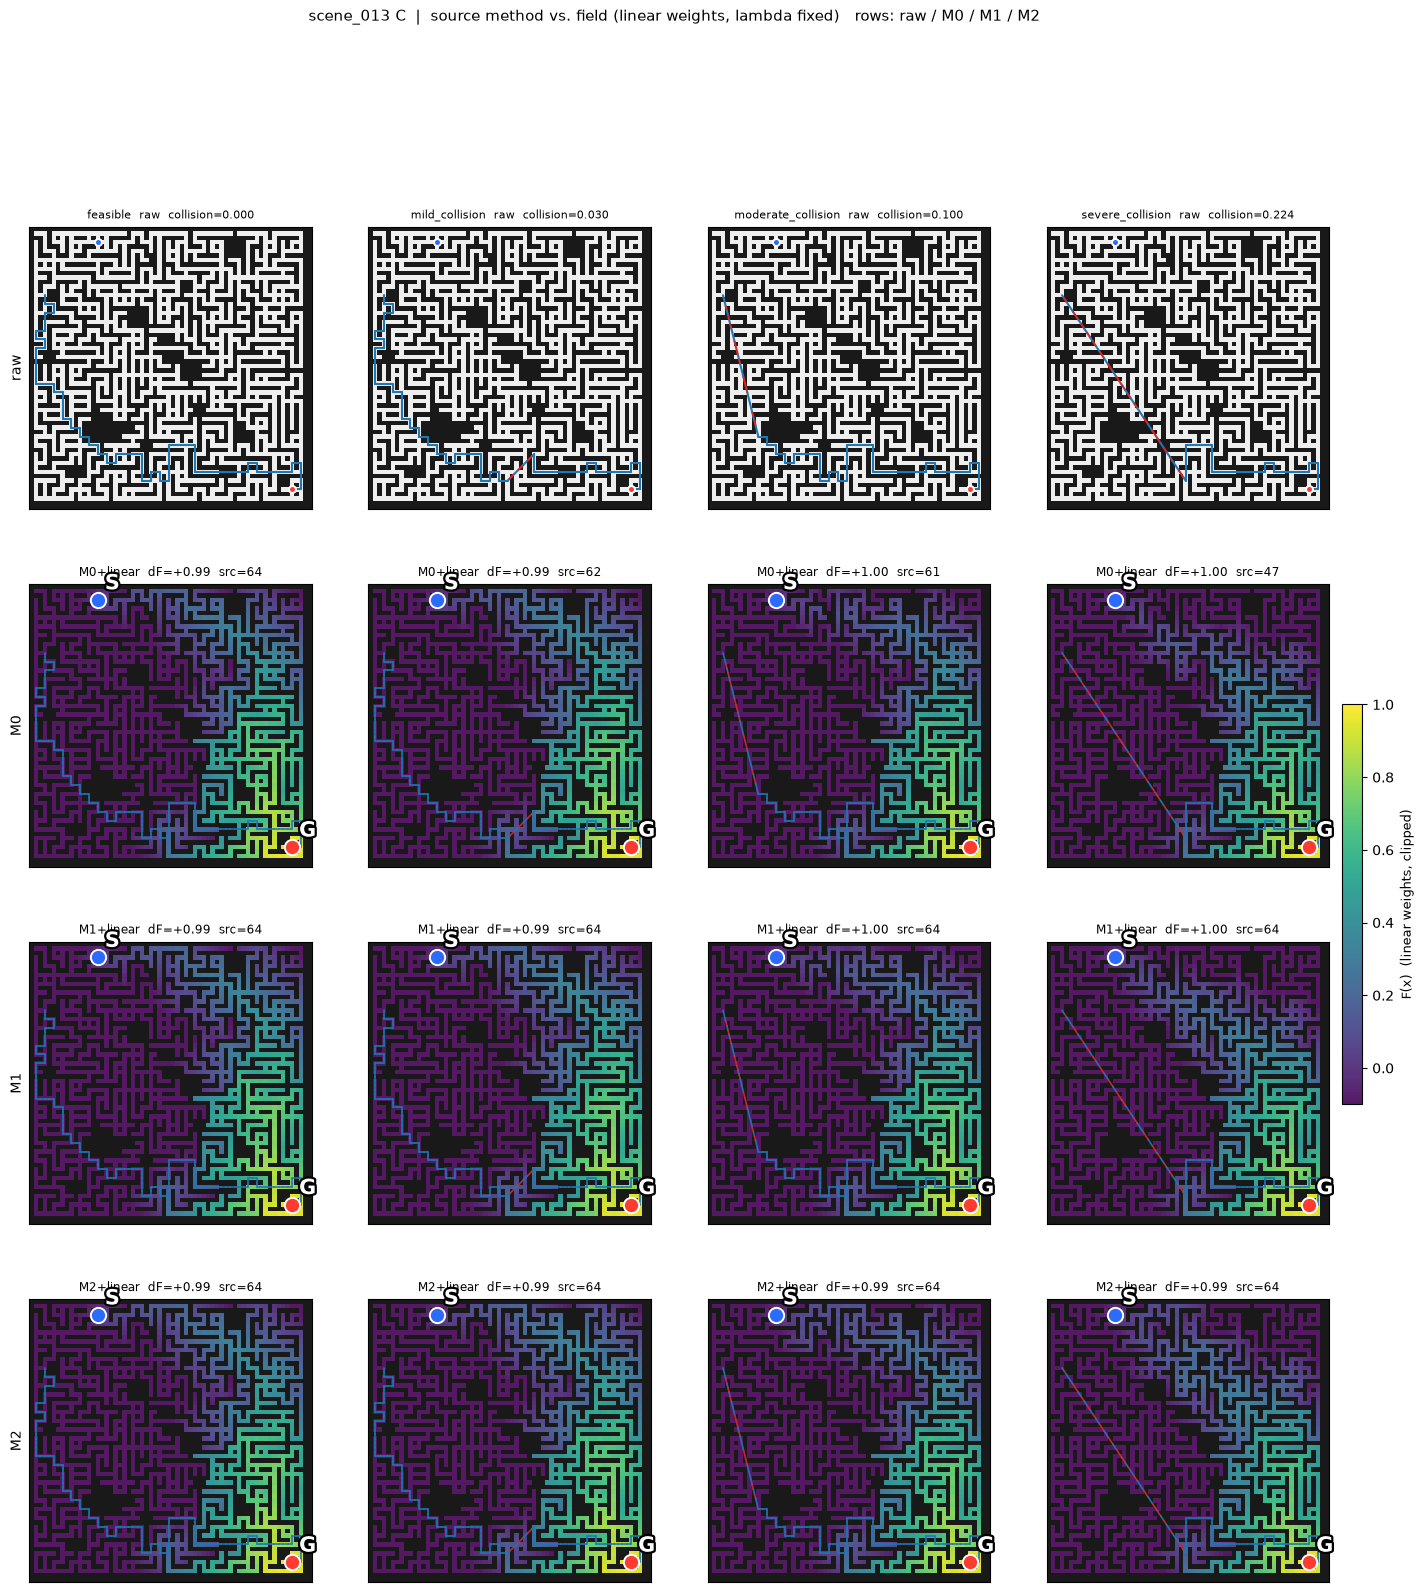 scene_013 C  |  source method vs. field (linear weights, lambda fixed)   rows: raw / M0 / M1 / M2
feasible  raw  collision=0.000
mild_collision  raw  collision=0.030
moderate_collision  raw  collision=0.100
severe_collision  raw  collision=0.224
raw
M0+linear  dF=+0.99  src=64
M0+linear  dF=+0.99  src=62
M0+linear  dF=+1.00  src=61
M0+linear  dF=+1.00  src=47
S
S
S
S
M0
G
G
G
G
M1+linear  dF=+0.99  src=64
M1+linear  dF=+0.99  src=64
M1+linear  dF=+1.00  src=64
M1+linear  dF=+1.00  src=64
S
S
S
S
M1
G
G
G
G
M2+linear  dF=+0.99  src=64
M2+linear  dF=+0.99  src=64
M2+linear  dF=+0.99  src=64
M2+linear  dF=+0.99  src=64
S
S
S
S
M2
G
G
G
G
1.0
0.8
0.6
0.4
0.2
0.0
F(x)  (linear weights, clipped)